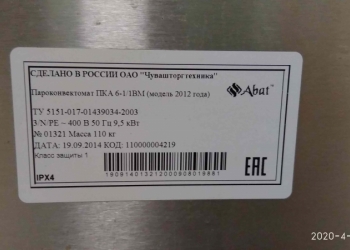 СДЕЛАНО В РОССИИ ОАО "Чувашторгтехника"
Пароконвектомат ПКА 6-1/1ВМ (модель 2012 года)
Abat
ТУ 5151-017-01439034-2003
3/N/PE ~ 400 В 50 Гц 9,5 кВт
№ 01321 Масса 110 кг
ДАТА: 19.09.2014 КОД: 110000004219
Класс защиты 1
IPX4
EAC
2020-4-